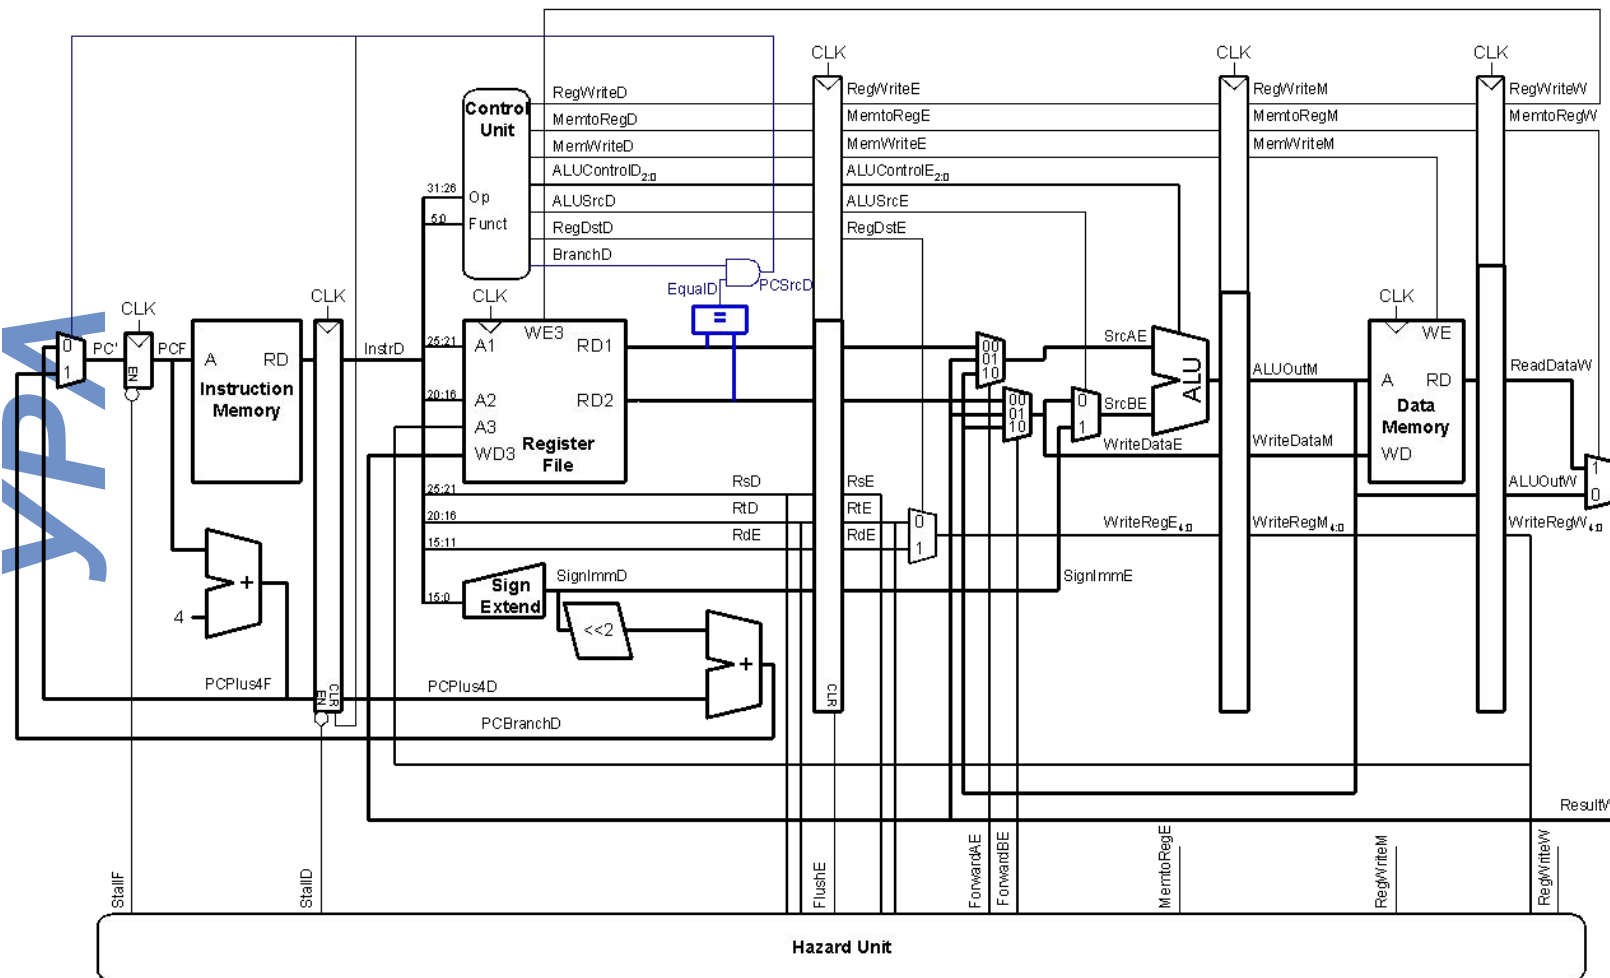 CLK
CLK
CLK
RegWriteD
RegWriteE
RegWriteM
RegWriteW
Control
Unit
MemtoRegD
MemtoRegE
MemtoRegM
MemtoRegW
MemWriteD
MemWriteE
MemWriteM
ALUControlD2:0
ALUControlE2:0
31:26
Op
ALUSrcD
ALUSrcE
5:0
Funct
RegDstD
RegDstE
BranchD
EqualD
PCSrcD
=
CLK
CLK
CLK
CLK
0
1
PC'
EN
PCF
A
RD
Instruction
Memory
InstrD
25:21
A1
WE3
RD1
20:16
A2
RD2
A3
WD3
Register
File
00
01
10
00
01
10
0
1
SrcAE
SrcBE
ALU
WriteDataE
ALUOutM
WriteDataM
A
RD
WE
Data
Memory
WD
ReadDataW
1
0
ALUOutW
25:21
RsD
RsE
20:16
RtD
RtE
15:11
RdE
RdE
0
1
WriteRegE4:0
WriteRegM4:0
WriteRegW4:0
УРА
+
4
15:0
Sign
Extend
SignImmD
SignImmE
<<2
+
PCPlus4F
EN
CLR
PCPlus4D
CLR
PCBranchD
ResultW
StallF
StallD
FlushE
ForwardAE
ForwardBE
MemtoRegE
RegWriteM
RegWriteW
Hazard Unit